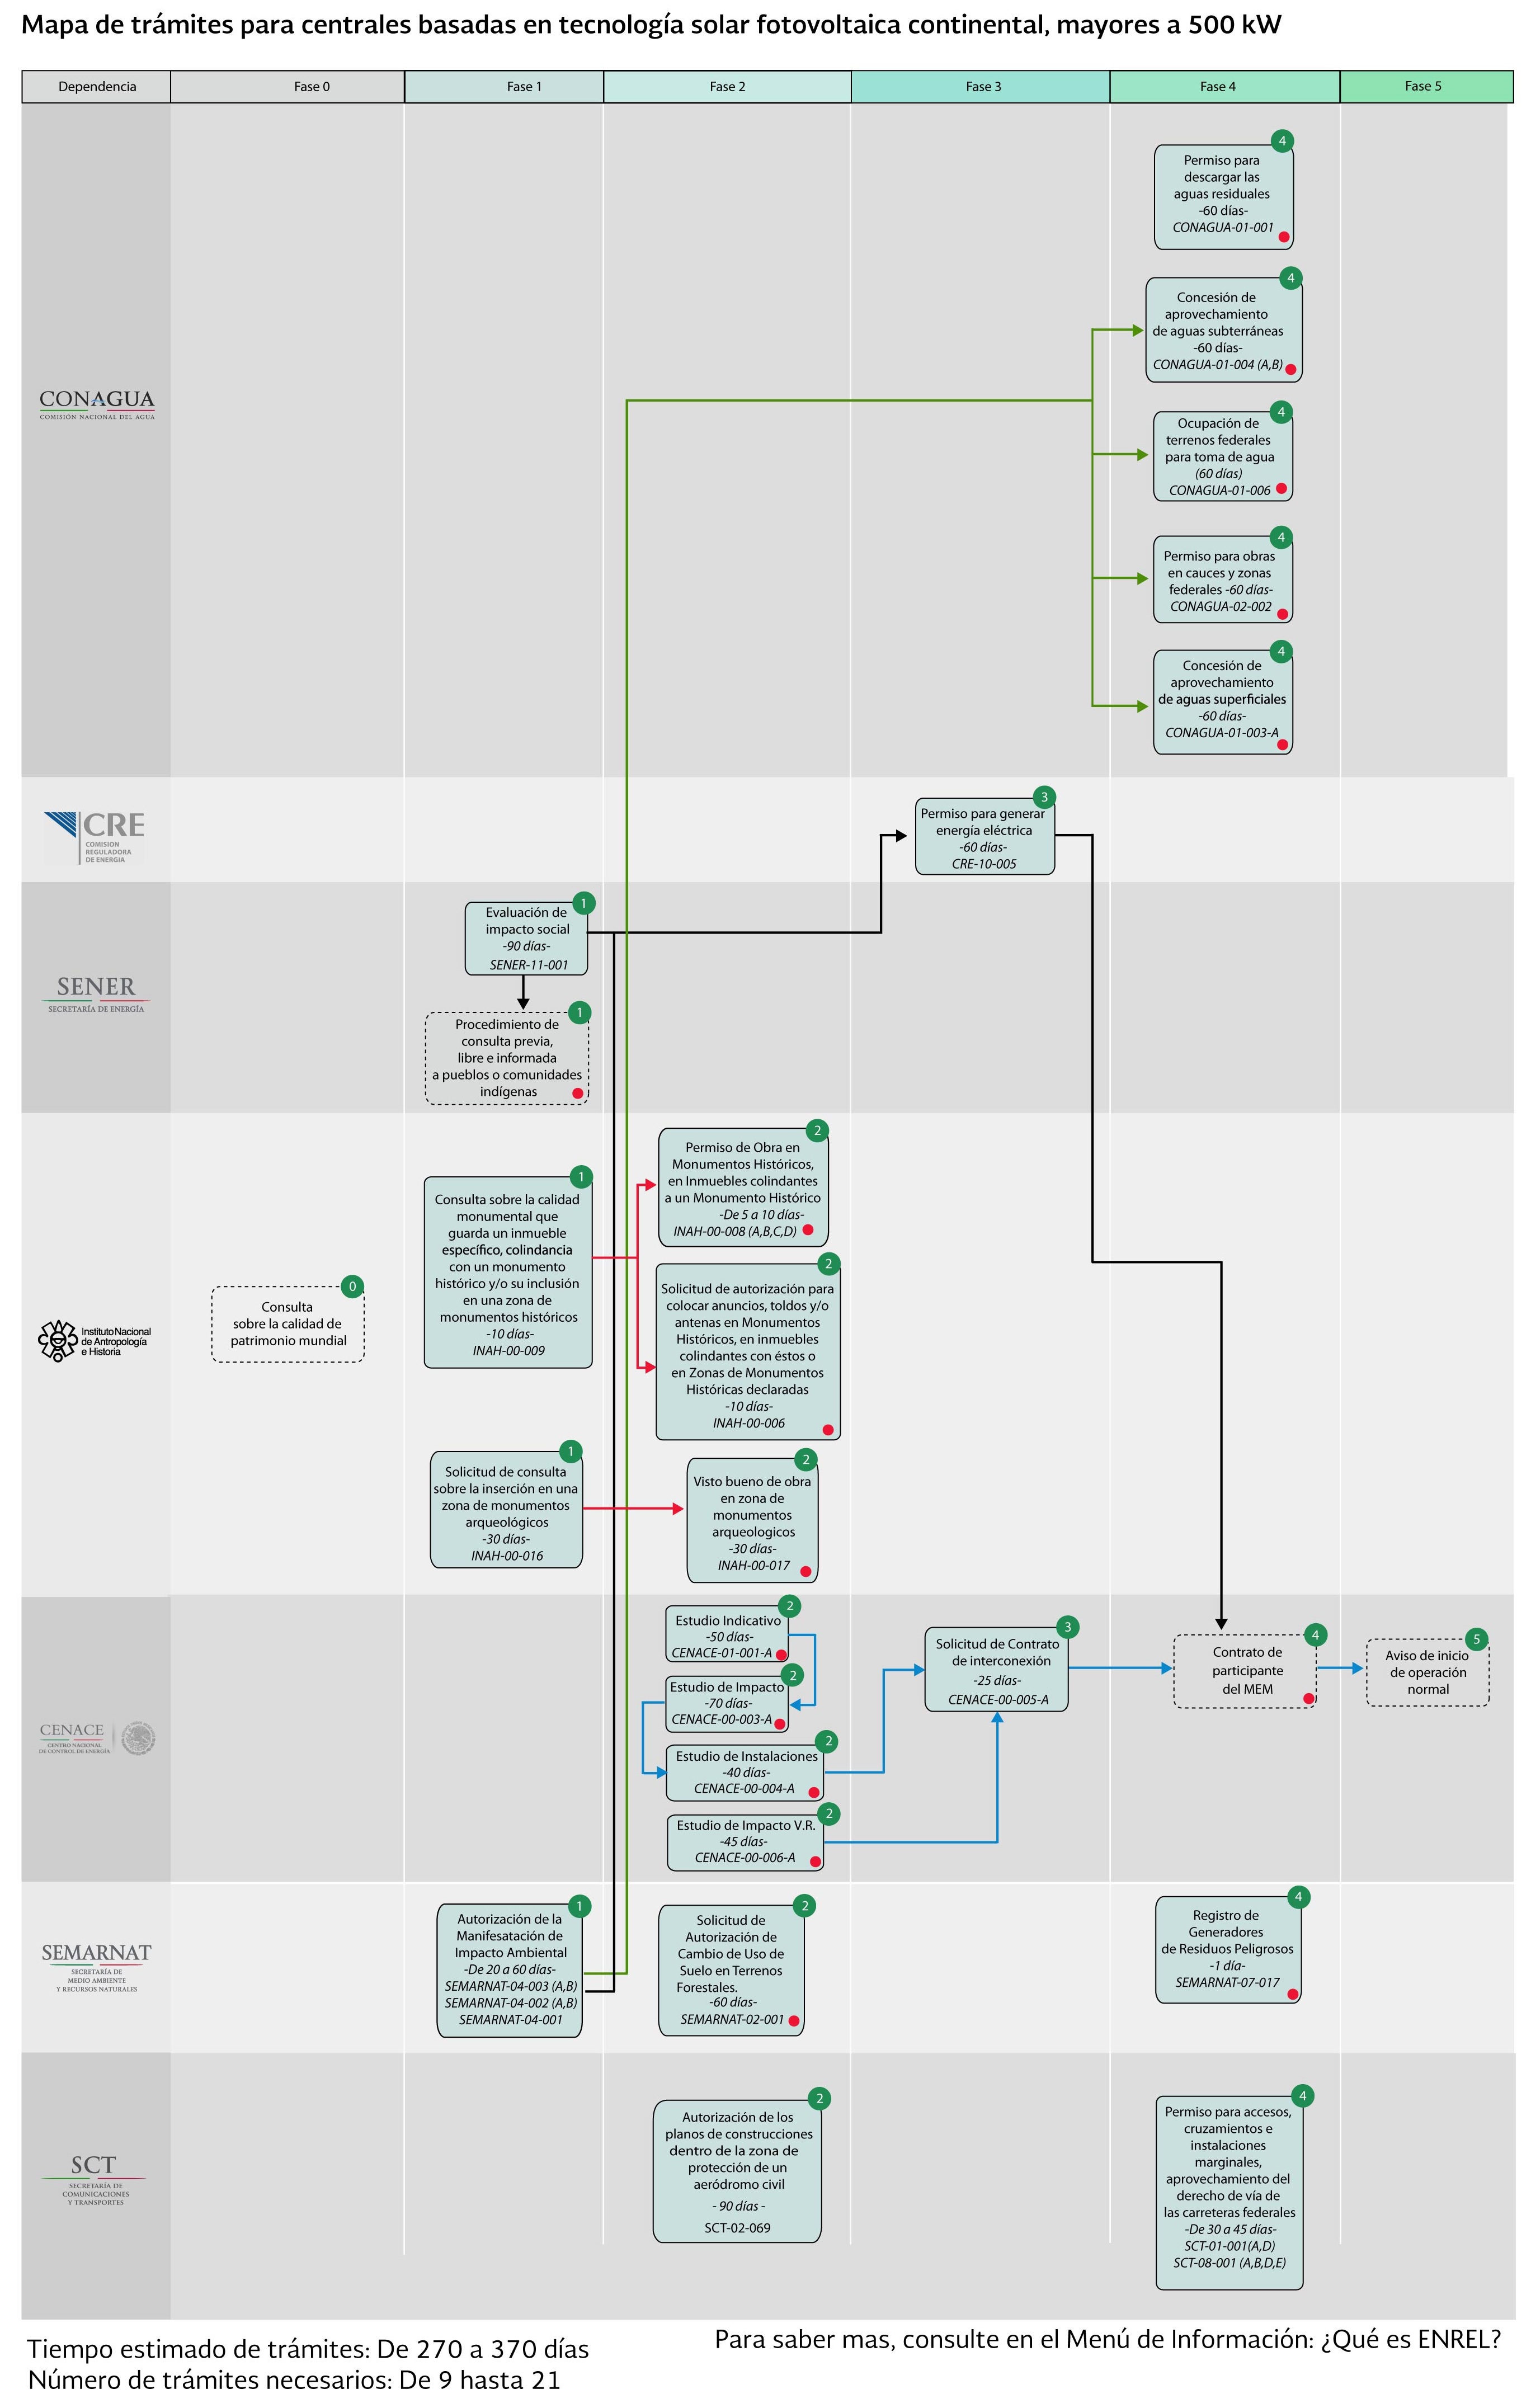 Mapa de trámites para centrales basadas en tecnología solar fotovoltaica continental, mayores a 500 kW
Dependencia
Fase 0
Fase 1
Fase 2
Fase 3
Fase 4
Fase 5
CONAGUA
COMISIÓN NACIONAL DEL AGUA
4
Permiso para
descargar las
aguas residuales
-60 días-
CONAGUA-01-001
4
Concesión de
aprovechamiento
de aguas subterráneas
-60 días-
CONAGUA-01-004 (A,B)
4
Ocupación de
terrenos federales
para toma de agua
(60 días)
CONAGUA-01-006
4
Permiso para obras
en cauces y zonas
federales -60 días-
CONAGUA-02-002
4
Concesión de
aprovechamiento
de aguas superficiales
-60 días-
CONAGUA-01-003-A
CRE
COMISION
REGULADORA
DE ENERGIA
3
Permiso para generar
energía eléctrica
-60 días-
CRE-10-005
SENER
SECRETARÍA DE ENERGÍA
1
Evaluación de
impacto social
-90 días-
SENER-11-001
1
Procedimiento de
consulta previa,
libre e informada
a pueblos o comunidades
indígenas
Instituto Nacional
de Antropología
e Historia
0
Consulta
sobre la calidad de
patrimonio mundial
1
Consulta sobre la calidad
monumental que
guarda un inmueble
específico, colindancia
con un monumento
histórico y/o su inclusión
en una zona de
monumentos históricos
-10 días-
INAH-00-009
2
Permiso de Obra en
Monumentos Históricos,
en Inmuebles colindantes
a un Monumento Histórico
-De 5 a 10 días-
INAH-00-008 (A,B,C,D)
2
Solicitud de autorización para
colocar anuncios, toldos y/o
antenas en Monumentos
Históricos, en inmuebles
colindantes con éstos o
en Zonas de Monumentos
Históricas declaradas
-10 días-
INAH-00-006
1
Solicitud de consulta
sobre la inserción en una
zona de monumentos
arqueológicos
-30 días-
INAH-00-016
2
Visto bueno de obra
en zona de
monumentos
arqueologicos
-30 días-
INAH-00-017
CENACE
CENTRO NACIONAL
DE CONTROL DE ENERGÍA
2
Estudio Indicativo
-50 días-
CENACE-01-001-A
2
Estudio de Impacto
-70 días-
CENACE-00-003-A
2
Estudio de Instalaciones
-40 días-
CENACE-00-004-A
2
Estudio de Impacto V.R.
-45 días-
CENACE-00-006-A
3
Solicitud de Contrato
de interconexión
-25 días-
CENACE-00-005-A
4
Contrato de
participante
del MEM
5
Aviso de inicio
de operación
normal
SEMARNAT
SECRETARÍA DE
MEDIO AMBIENTE
Y RECURSOS NATURALES
1
Autorización de la
Manifesatación de
Impacto Ambiental
-De 20 a 60 días-
SEMARNAT-04-003 (A,B)
SEMARNAT-04-002 (A,B)
SEMARNAT-04-001
2
Solicitud de
Autorización de
Cambio de Uso de
Suelo en Terrenos
Forestales.
-60 días-
SEMARNAT-02-001
4
Registro de
Generadores
de Residuos Peligrosos
-1 día-
SEMARNAT-07-017
SCT
SECRETARÍA DE
COMUNICACIONES
Y TRANSPORTES
2
Autorización de los
planos de construcciones
dentro de la zona de
protección de un
aeródromo civil
- 90 días -
SCT-02-069
4
Permiso para accesos,
cruzamientos e
instalaciones
marginales,
aprovechamiento del
derecho de vía de
las carreteras federales
-De 30 a 45 días-
SCT-01-001(A,D)
SCT-08-001 (A,B,D,E)
Tiempo estimado de trámites: De 270 a 370 días
Número de trámites necesarios: De 9 hasta 21
Para saber mas, consulte en el Menú de Información: ¿Qué es ENREL?